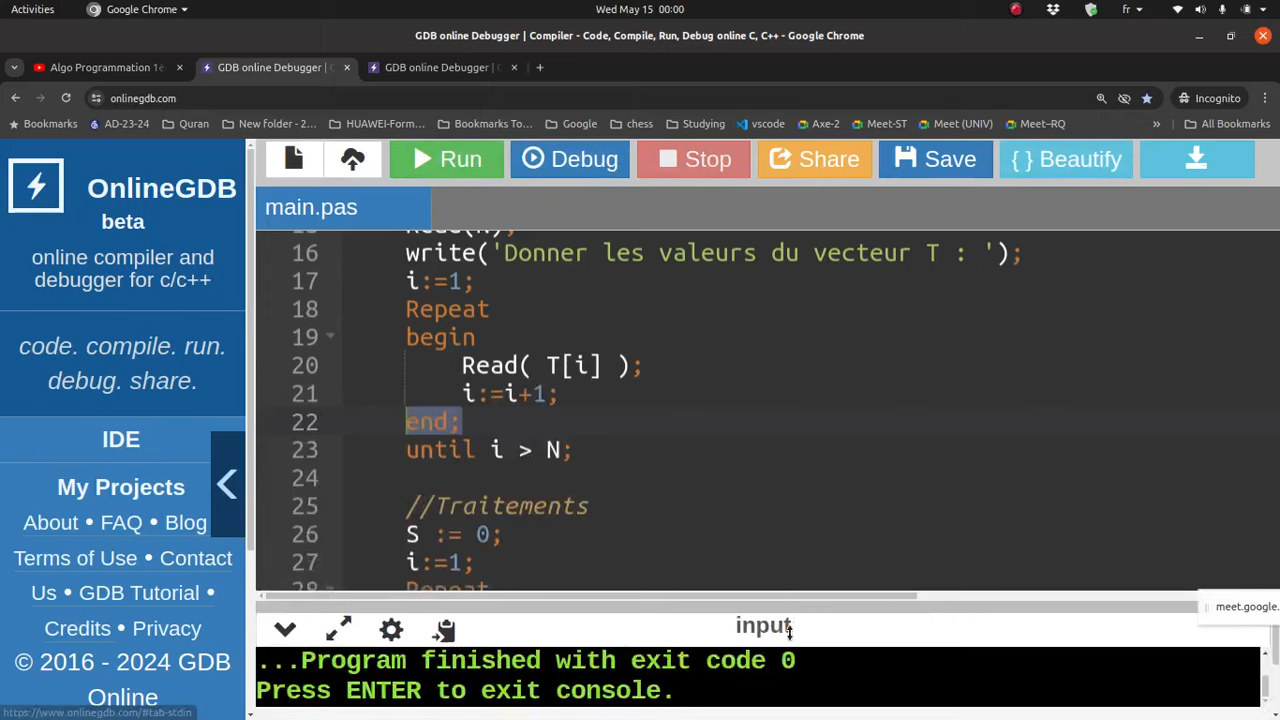 Activities
Google Chrome
Wed May 15 00:00
fr
GDB online Debugger | Compiler - Code, Compile, Run, Debug online C, C++ - Google Chrome
Algo Programation 1è
GDB online Debugger | C
GDB online Debugger | C
onlinegdb.com
Incognito
Bookmarks
AD-23-24
Quran
New folder - 2...
HUAWEI-Form...
Bookmarks To...
Google
chess
Studying
vscode
Axe-2
Meet-ST
Meet (UNIV)
Meet–RQ
»
All Bookmarks
OnlineGDB
beta
online compiler and
debugger for c/c++
code. compile. run.
debug. share.
IDE
My Projects
About • FAQ • Blog
Terms of Use • Contact
Us • GDB Tutorial •
Credits • Privacy
© 2016 - 2024 GDB
Online
https://www.onlinegdb.com/#tab-stdin
Run
Debug
Stop
Share
Save
{ } Beautify
main.pas
15 Read(N);
16 write('Donner les valeurs du vecteur T : ');
17 i:=1;
18 Repeat
19 begin
20 Read( T[i] );
21 i:=i+1;
22 end;
23 until i > N;
24
25 //Traitements
26 S := 0;
27 i:=1;
28 Repeat
meet.google.
input
...Program finished with exit code 0
Press ENTER to exit console.